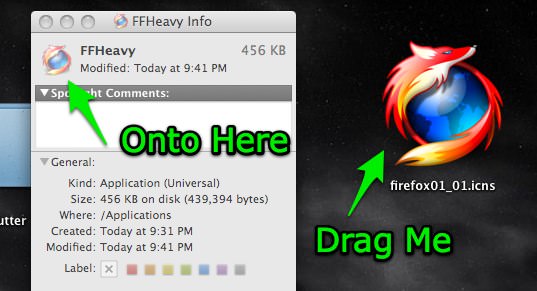 FFHeavy Info
FFHeavy 456 KB
Modified: Today at 9:41 PM
Spotlight Comments:
Onto Here
General:
Kind: Application (Universal)
Size: 456 KB on disk (439,394 bytes)
Where: /Applications
Created: Today at 9:31 PM
Modified: Today at 9:41 PM
Label:
utter
firefox01_01.icns
Drag Me